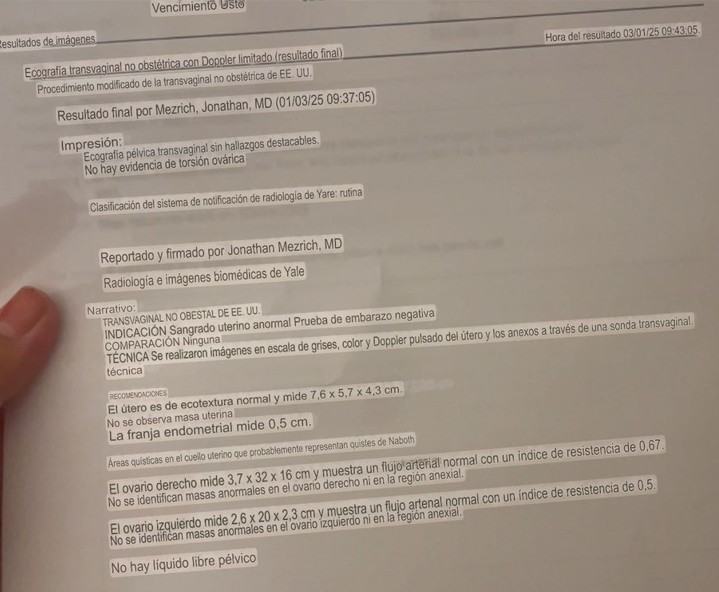 Vencimiento Usto
Resultados de imágenes
Hora del resultado 03/01/25 09:43:05
Ecografía transvaginal no obstétrica con Doppler limitado (resultado final)
Procedimiento modificado de la transvaginal no obstétrica de EE. UU.
Resultado final por Mezrich, Jonathan, MD (01/03/25 09:37:05)
Impresión:
Ecografía pélvica transvaginal sin hallazgos destacables.
No hay evidencia de torsión ovárica
Clasificación del sistema de notificación de radiología de Yare: rutina
Reportado y firmado por Jonathan Mezrich, MD
Radiología e imágenes biomédicas de Yale
Narrativo:
TRANSVAGINAL NO OBESTAL DE EE. UU.
INDICACIÓN Sangrado uterino anormal Prueba de embarazo negativa
COMPARACIÓN Ninguna
TÉCNICA Se realizaron imágenes en escala de grises, color y Doppler pulsado del útero y los anexos a través de una sonda transvaginal.
técnica
RECOMENDACIONES
El útero es de ecotextura normal y mide 7,6 x 5,7 x 4,3 cm.
No se observa masa uterina
La franja endometrial mide 0,5 cm.
Áreas quísticas en el cuello uterino que probablemente representan quistes de Naboth
El ovario derecho mide 3,7 x 32 x 16 cm y muestra un flujo arterial normal con un índice de resistencia de 0,67.
No se identifican masas anormales en el ovario derecho ni en la región anexial.
El ovario izquierdo mide 2,6 x 20 x 2,3 cm y muestra un flujo artenal normal con un índice de resistencia de 0,5.
No se identifican masas anormales en el ovario izquierdo ni en la región anexial.
No hay líquido libre pélvico